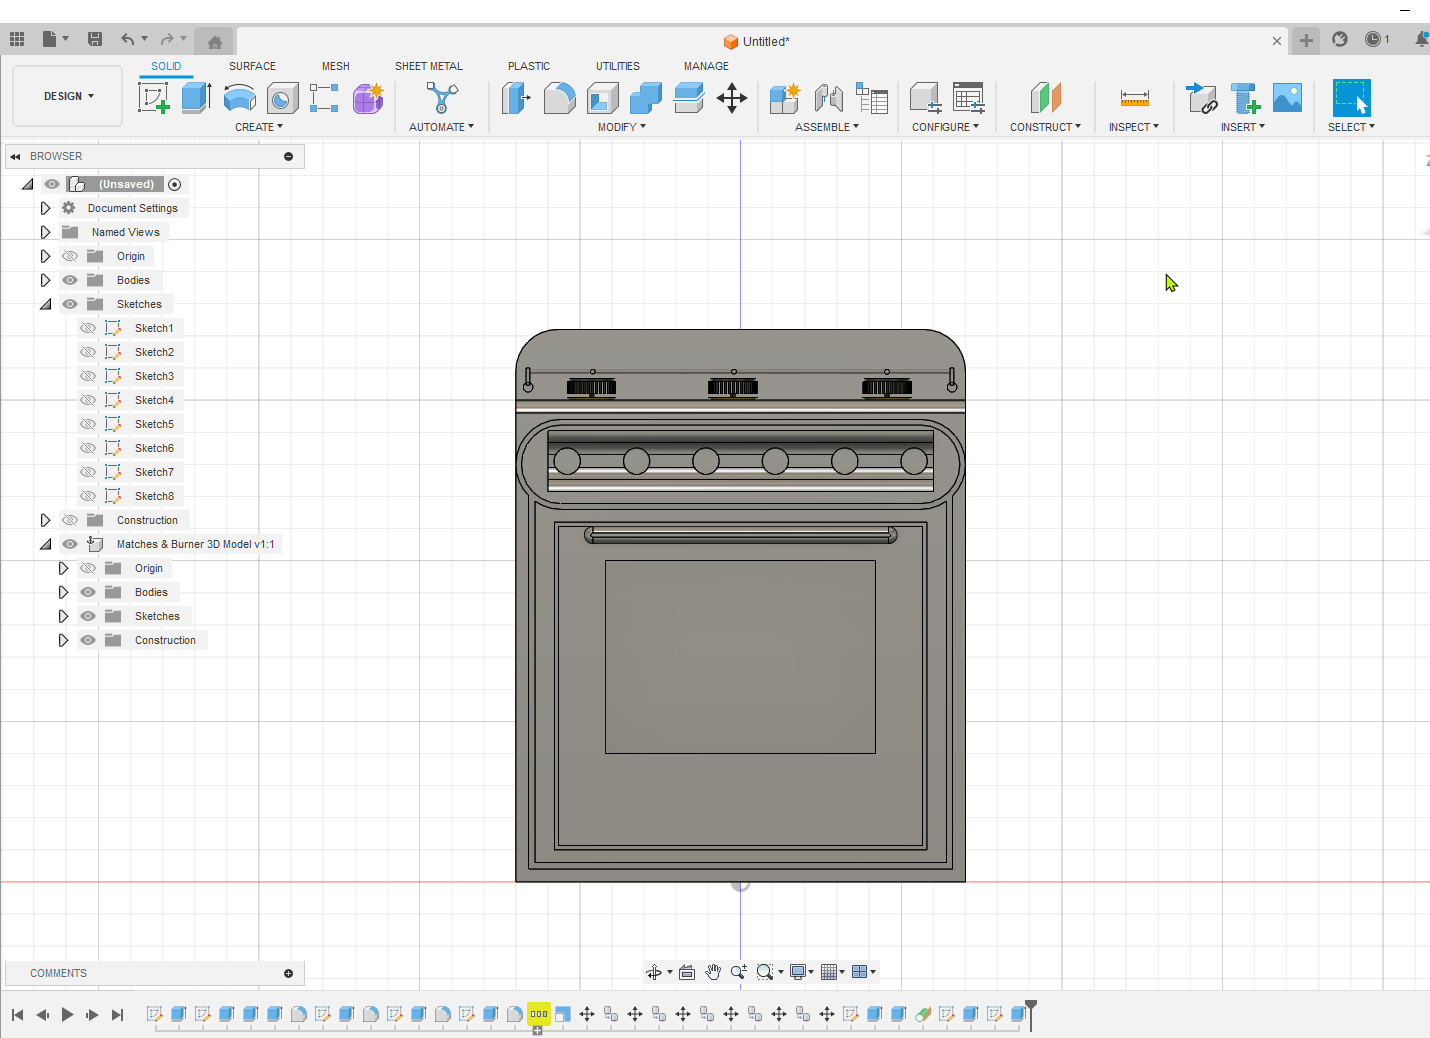 Untitled*
1
SOLID SURFACE MESH SHEET METAL PLASTIC UTILITIES MANAGE
DESIGN
CREATE AUTOMATE MODIFY ASSEMBLE CONFIGURE CONSTRUCT INSPECT INSERT SELECT
BROWSER
(Unsaved)
Document Settings
Named Views
Origin
Bodies
Sketches
Sketch1
Sketch2
Sketch3
Sketch4
Sketch5
Sketch6
Sketch7
Sketch8
Construction
Matches & Burner 3D Model v1:1
Origin
Bodies
Sketches
Construction
COMMENTS